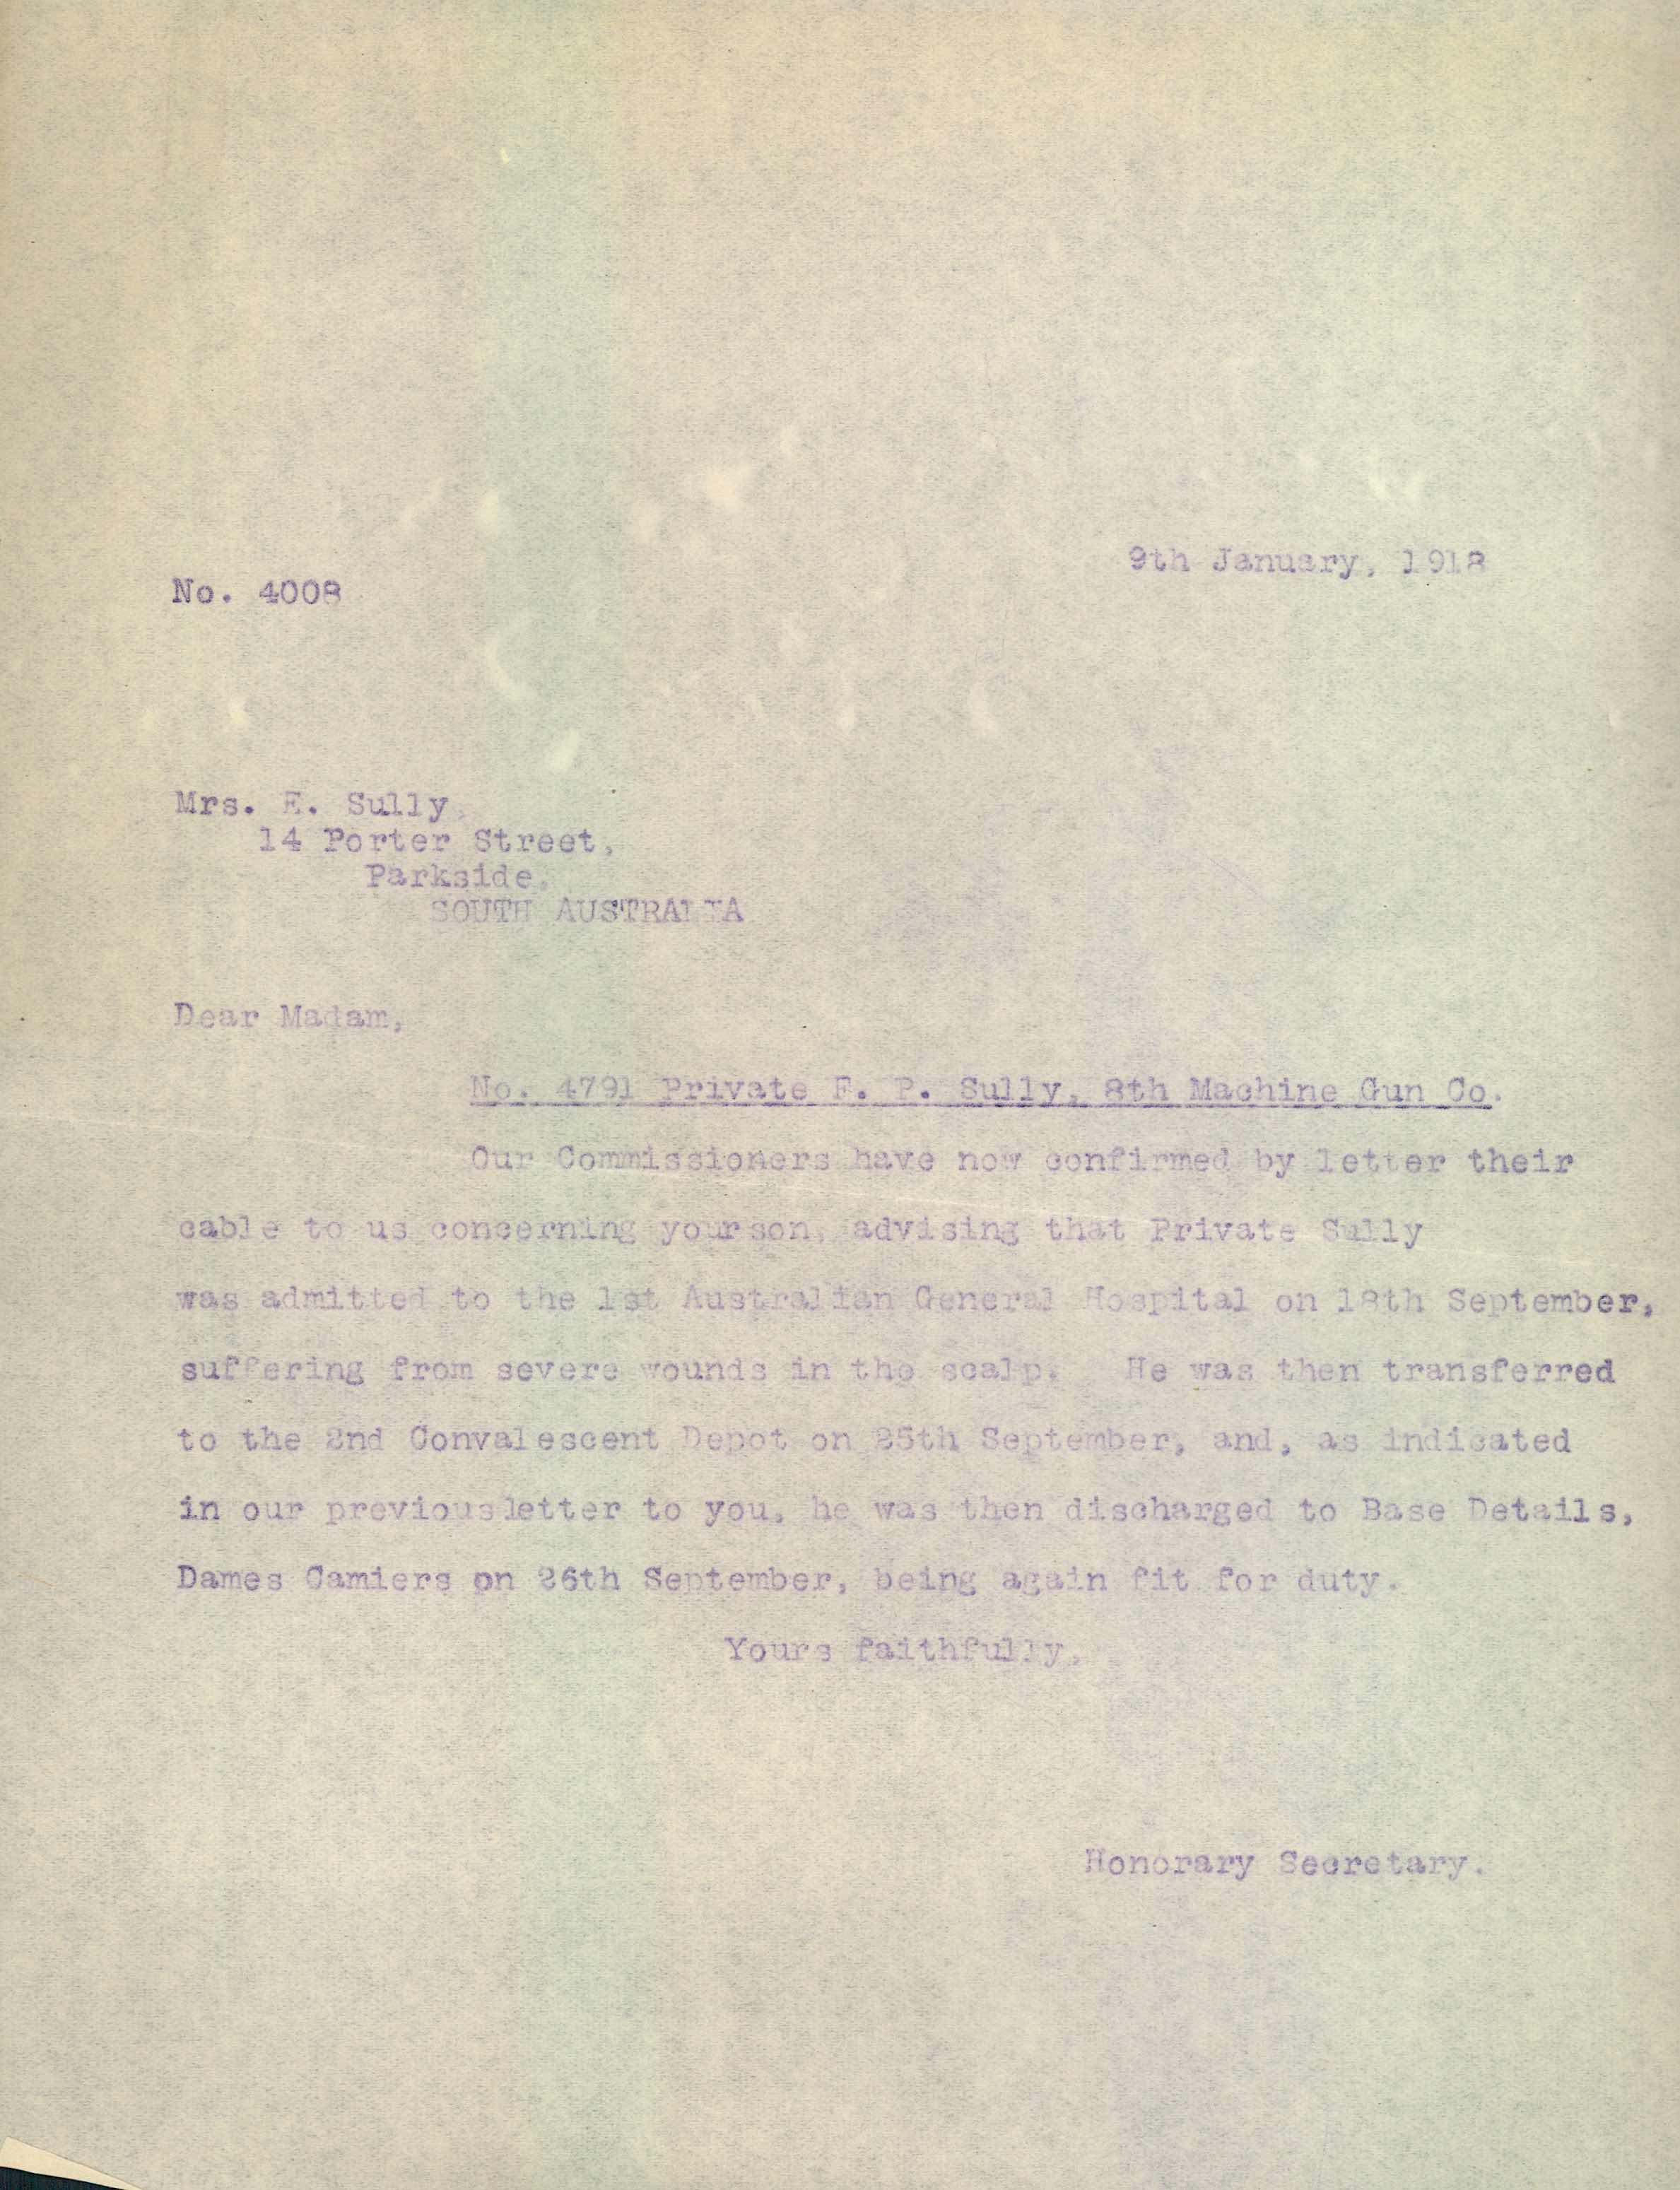 9th January, 1918
No. 4008
Mrs. E. Sully,
14 Porter Street,
Parkside,
SOUTH AUSTRALIA
Dear Madam,
No. 4791 Private F. P. Sully, 8th Machine Gun Co.
Our Commissioners have now confirmed by letter their
cable to us concerning your son, advising that Private Sully
was admitted to the 1st Australian General Hospital on 18th September,
suffering from severe wounds in the scalp. He was then transferred
to the 2nd Convalescent Depot on 25th September, and, as indicated
in our previous letter to you, he was then discharged to Base Details,
Dames Camiers on 26th September, being again fit for duty.
Yours faithfully,
Honorary Secretary.